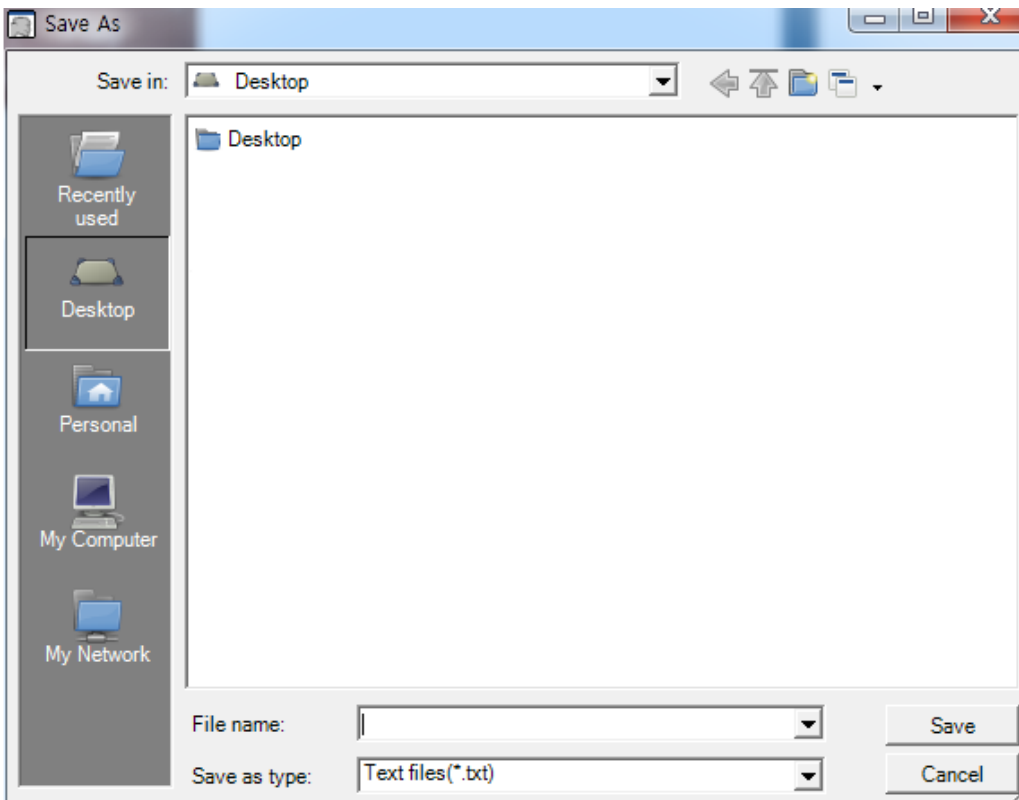 Save As
Save in:
Desktop
Desktop
Recently
used
Desktop
Personal
My Computer
My Network
File name:
Save
Save as type:
Text files(*.txt)
Cancel